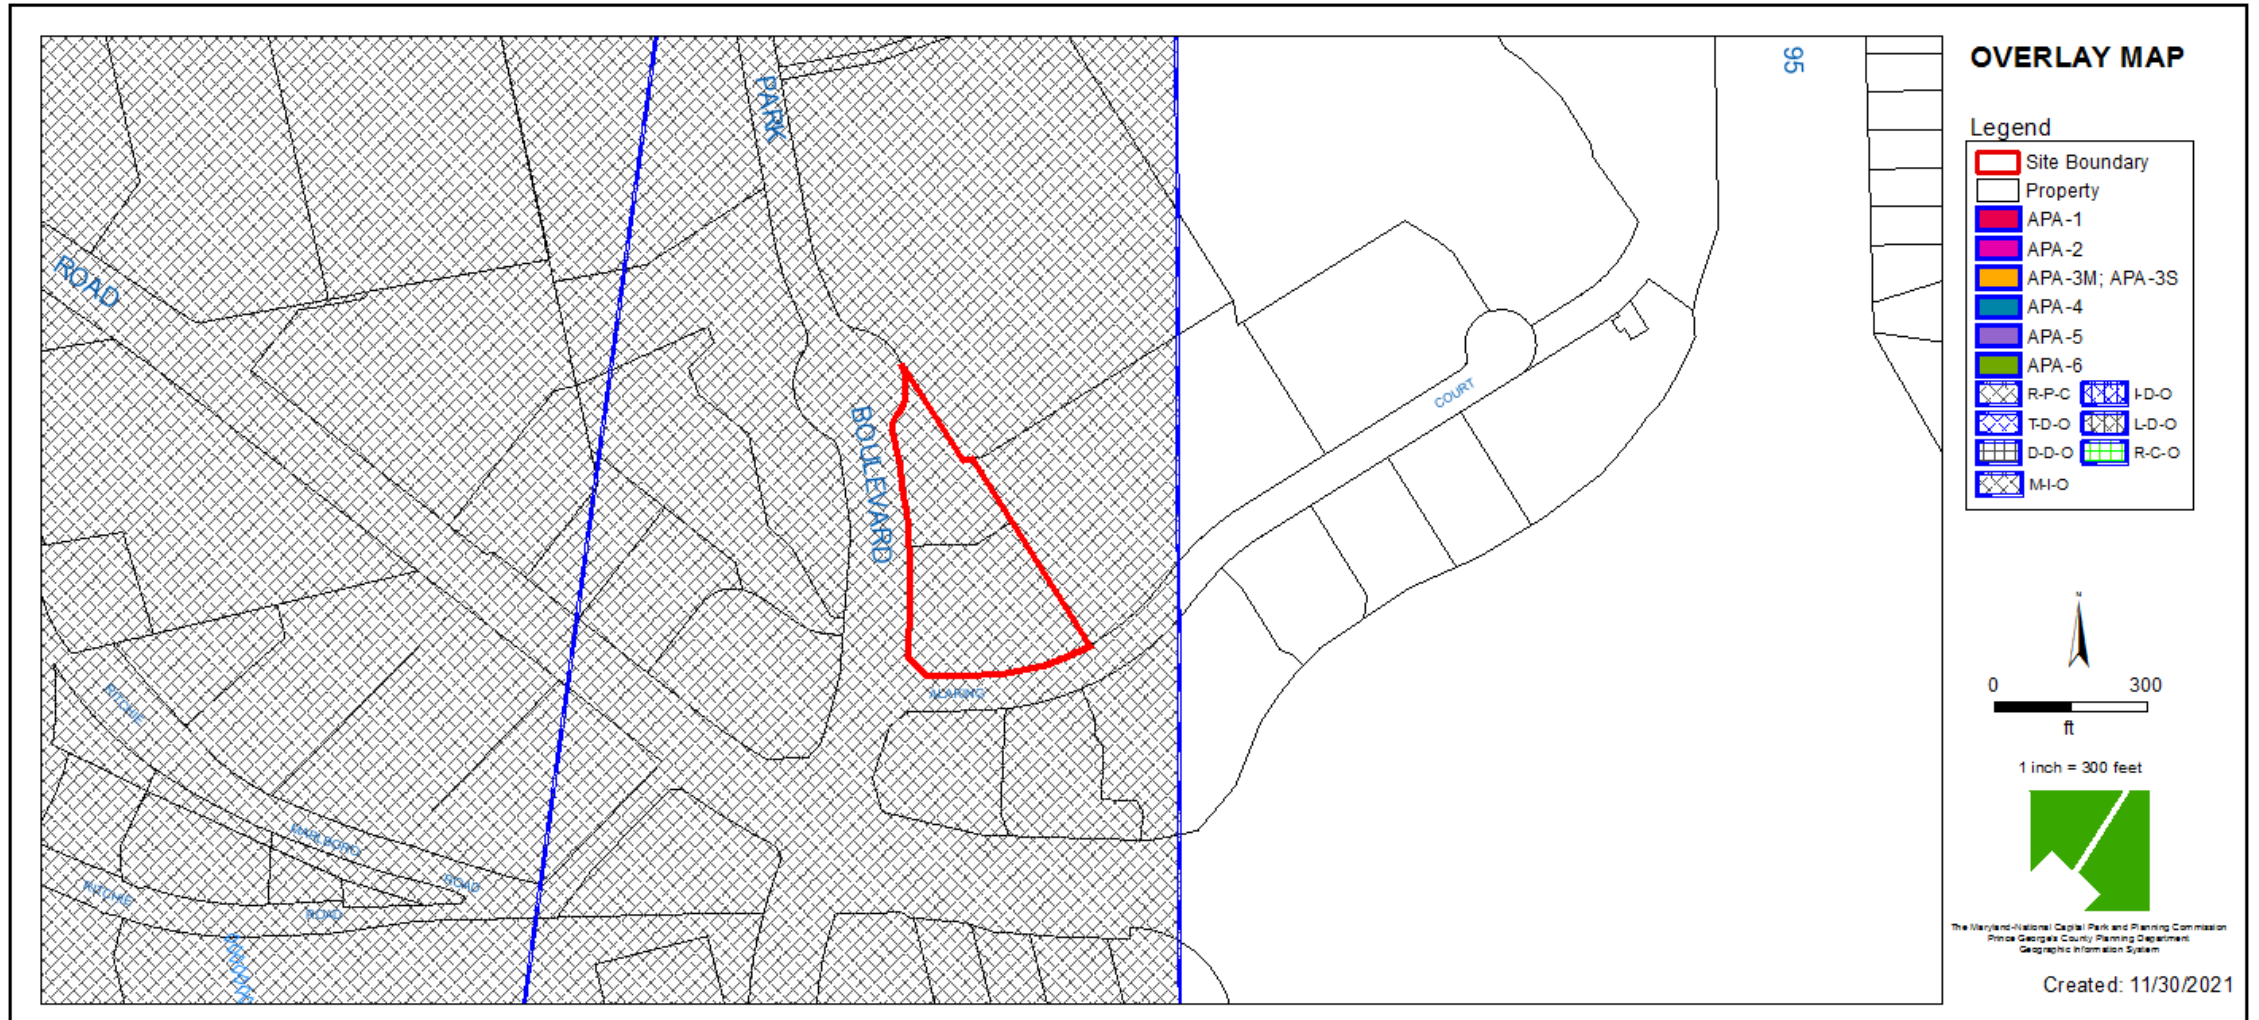 OVERLAY MAP
Legend
Site Boundary
Property
APA-1
APA-2
APA-3M; APA-3S
APA-4
APA-5
APA-6
R-P-C I-D-O
T-D-O L-D-O
D-D-O R-C-O
M-I-O
N
0 300
ft
1 inch = 300 feet
The Maryland-National Capital Park and Planning Commission
Prince George's County Planning Department
Geographic Information System
Created: 11/30/2021
95
PARK
ROAD
COURT
BOULEVARD
ALARING
RITCHIE
MARLBORO
ROAD
RITCHIE
ROAD